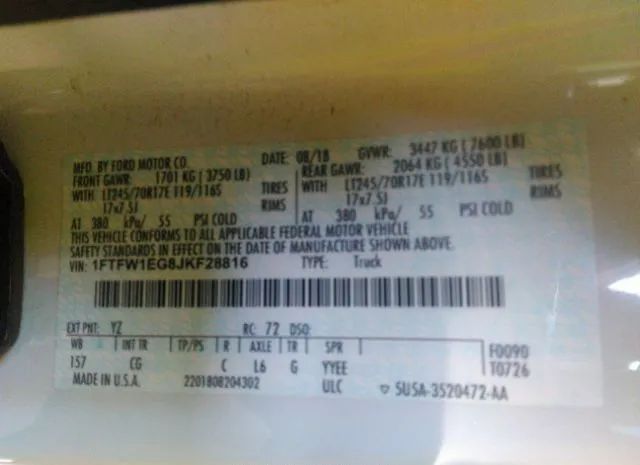 MFD. BY FORD MOTOR CO. DATE: 08/18 GVWR: 3447 KG ( 7600 LB)
FRONT GAWR: 1701 KG ( 3750 LB) REAR GAWR: 2064 KG ( 4550 LB)
WITH LT245/70R17E 119/116S TIRES WITH LT245/70R17E 119/116S TIRES
17x7.5J RIMS 17x7.5J RIMS
AT 380 kPa/ 55 PSI COLD AT 380 kPa/ 55 PSI COLD
THIS VEHICLE CONFORMS TO ALL APPLICABLE FEDERAL MOTOR VEHICLE
SAFETY STANDARDS IN EFFECT ON THE DATE OF MANUFACTURE SHOWN ABOVE.
VIN: 1FTFW1EG8JKF28816 TYPE: Truck
EXT PNT: YZ RC: 72 DSO:
WB INT TR TP/PS R AXLE TR SPR F0090
157 CG C L6 G YYEE T0726
MADE IN U.S.A. 2201808204302 ULC ▽ 5U5A-3520472-AA